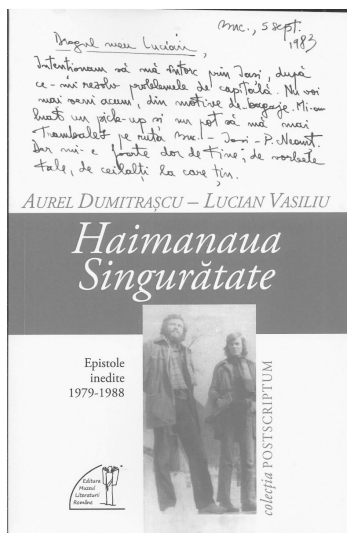 Buc., 5 sept.
1983
Dragul meu Lucian,
Intenționam să mă întorc prin Iași, după
ce-mi rezolv problemele de capitală. Nu voi
mai veni acum, din motive de bagaje. Mi-am
luat un pick-up și nu pot să mă mai
trambalez pe ruta Buc. - Iași - P. Neamț.
Dar mi-e foarte dor de tine, de vorbele
tale, de ceilalți la care țin.
AUREL DUMITRAȘCU – LUCIAN VASILIU
Haimanaua
Singurătate
Epistole
inedite
1979-1988
colecția POSTSCRIPTUM
Editura
Muzeul
Literaturii
Române